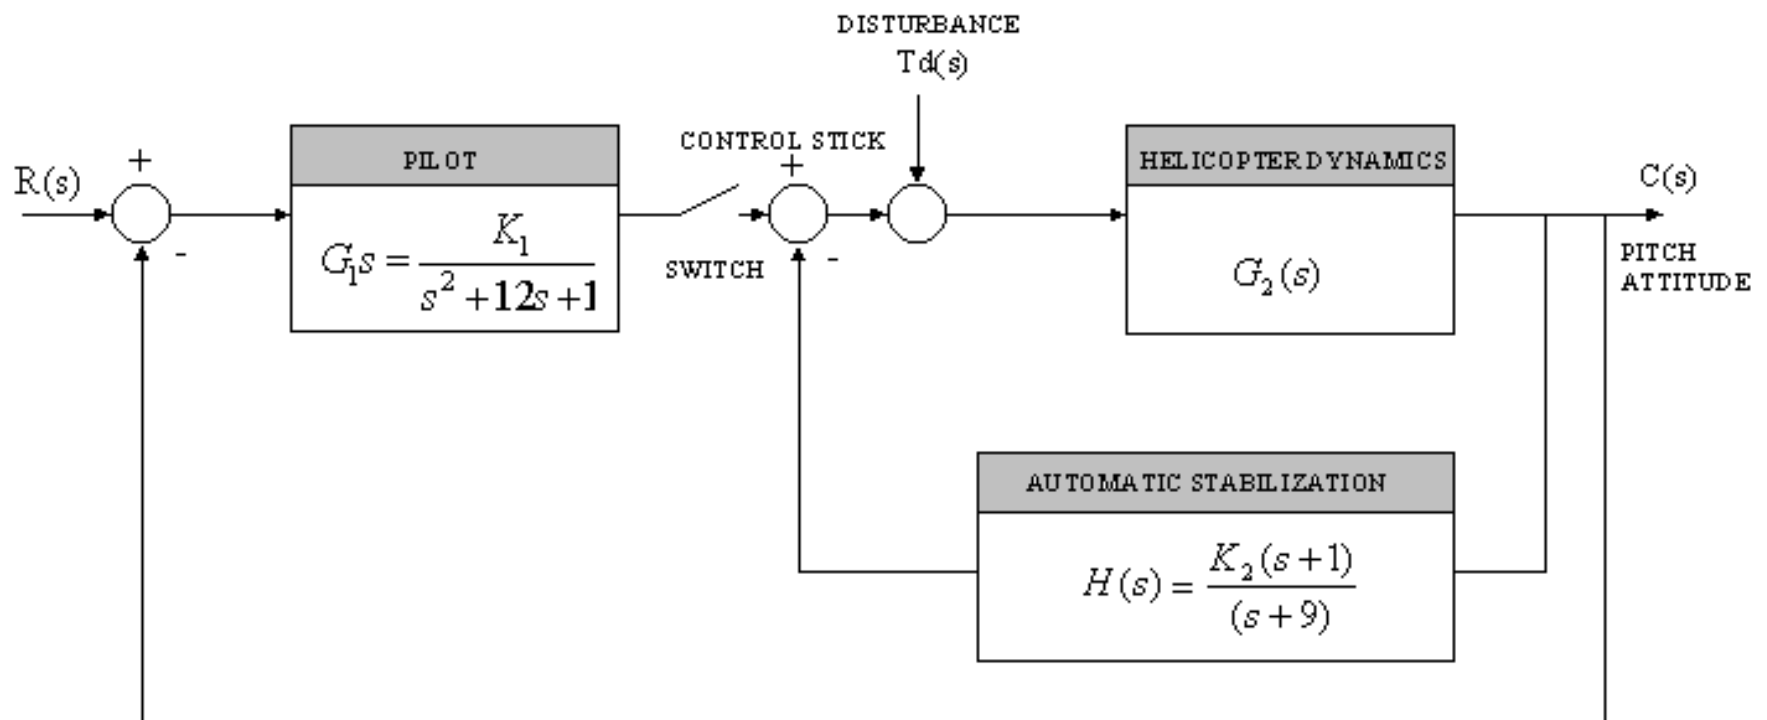 DISTURBANCE
Td(s)
R(s)
+
-
PILOT
G₁s = K₁ / (s² + 12s + 1)
CONTROL STICK
SWITCH
+
-
HELICOPTER DYNAMICS
G₂(s)
C(s)
PITCH
ATTITUDE
AUTOMATIC STABILIZATION
H(s) = K₂(s + 1) / (s + 9)